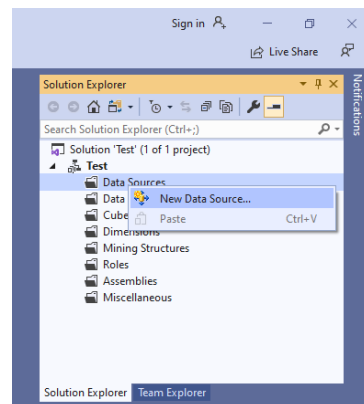 Sign in
Live Share
Solution Explorer
Notifications
Search Solution Explorer (Ctrl+;)
Solution 'Test' (1 of 1 project)
Test
Data Sources
Data
New Data Source...
Cube
Paste Ctrl+V
Dimensions
Mining Structures
Roles
Assemblies
Miscellaneous
Solution Explorer Team Explorer